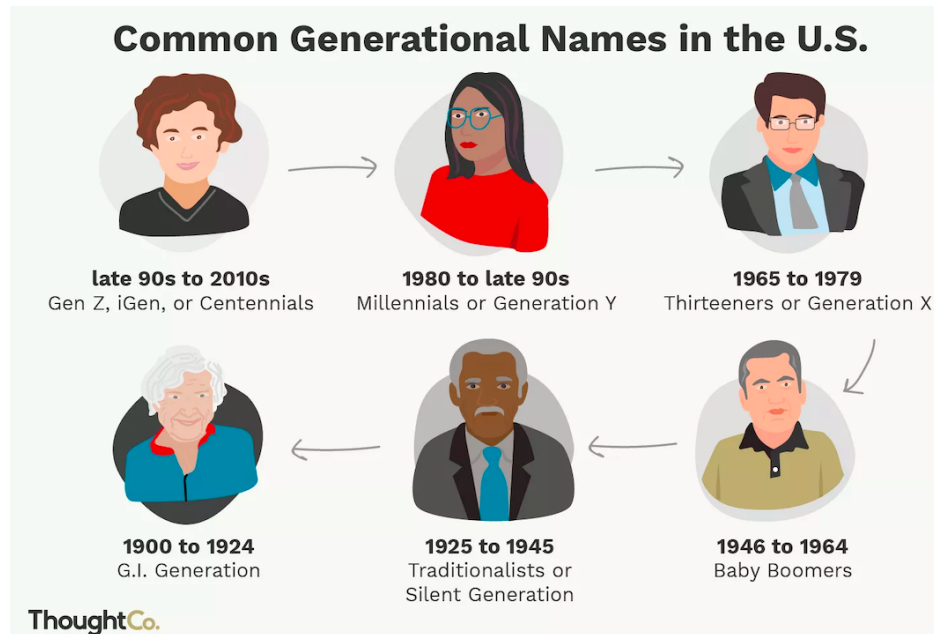 Common Generational Names in the U.S.
late 90s to 2010s
Gen Z, iGen, or Centennials
1980 to late 90s
Millennials or Generation Y
1965 to 1979
Thirteeners or Generation X
1900 to 1924
G.I. Generation
1925 to 1945
Traditionalists or
Silent Generation
1946 to 1964
Baby Boomers
ThoughtCo.